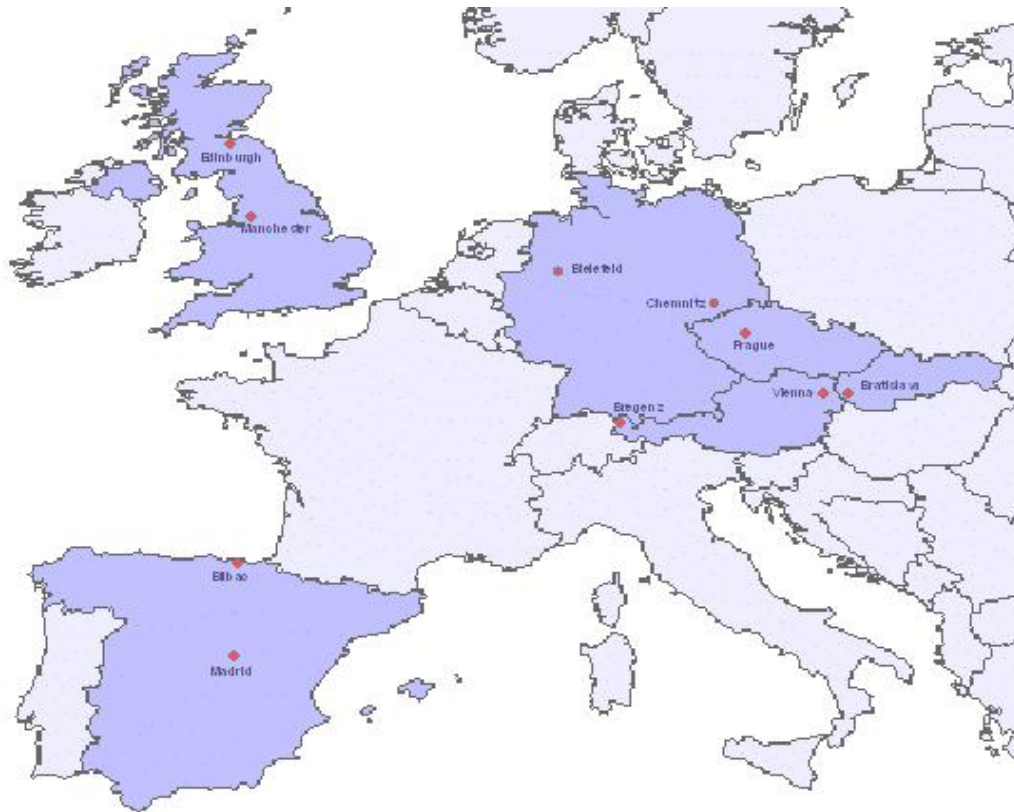 Edinburgh
Manchester
Bielefeld
Chemnitz
Prague
Vienna
Bratislava
Bregenz
Bilbao
Madrid